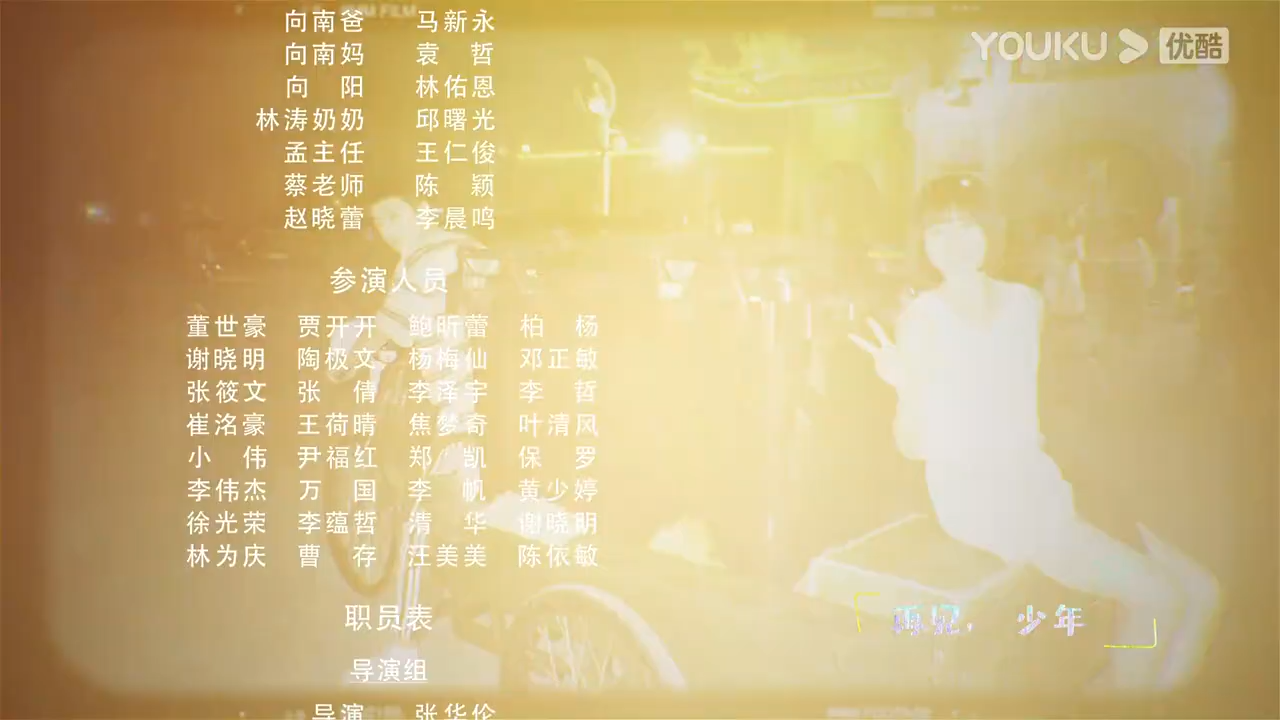 YOUKU 优酷
向南爸 马新永
向南妈 袁 哲
向 阳 林佑恩
林涛奶奶 邱曙光
孟主任 王仁俊
蔡老师 陈 颖
赵晓蕾 李晨鸣
参演人员
董世豪 贾开开 鲍昕蕾 柏 杨
谢晓明 陶极文 杨梅仙 邓正敏
张筱文 张 倩 李泽宇 李 哲
崔洺豪 王荷晴 焦梦奇 叶清风
小 伟 尹福红 郑 凯 保 罗
李伟杰 万 国 李 帆 黄少婷
徐光荣 李蕴哲 清 华 谢晓明
林为庆 曹 存 汪美美 陈依敏
职员表
导演组
导演 张华伦
再见，少年